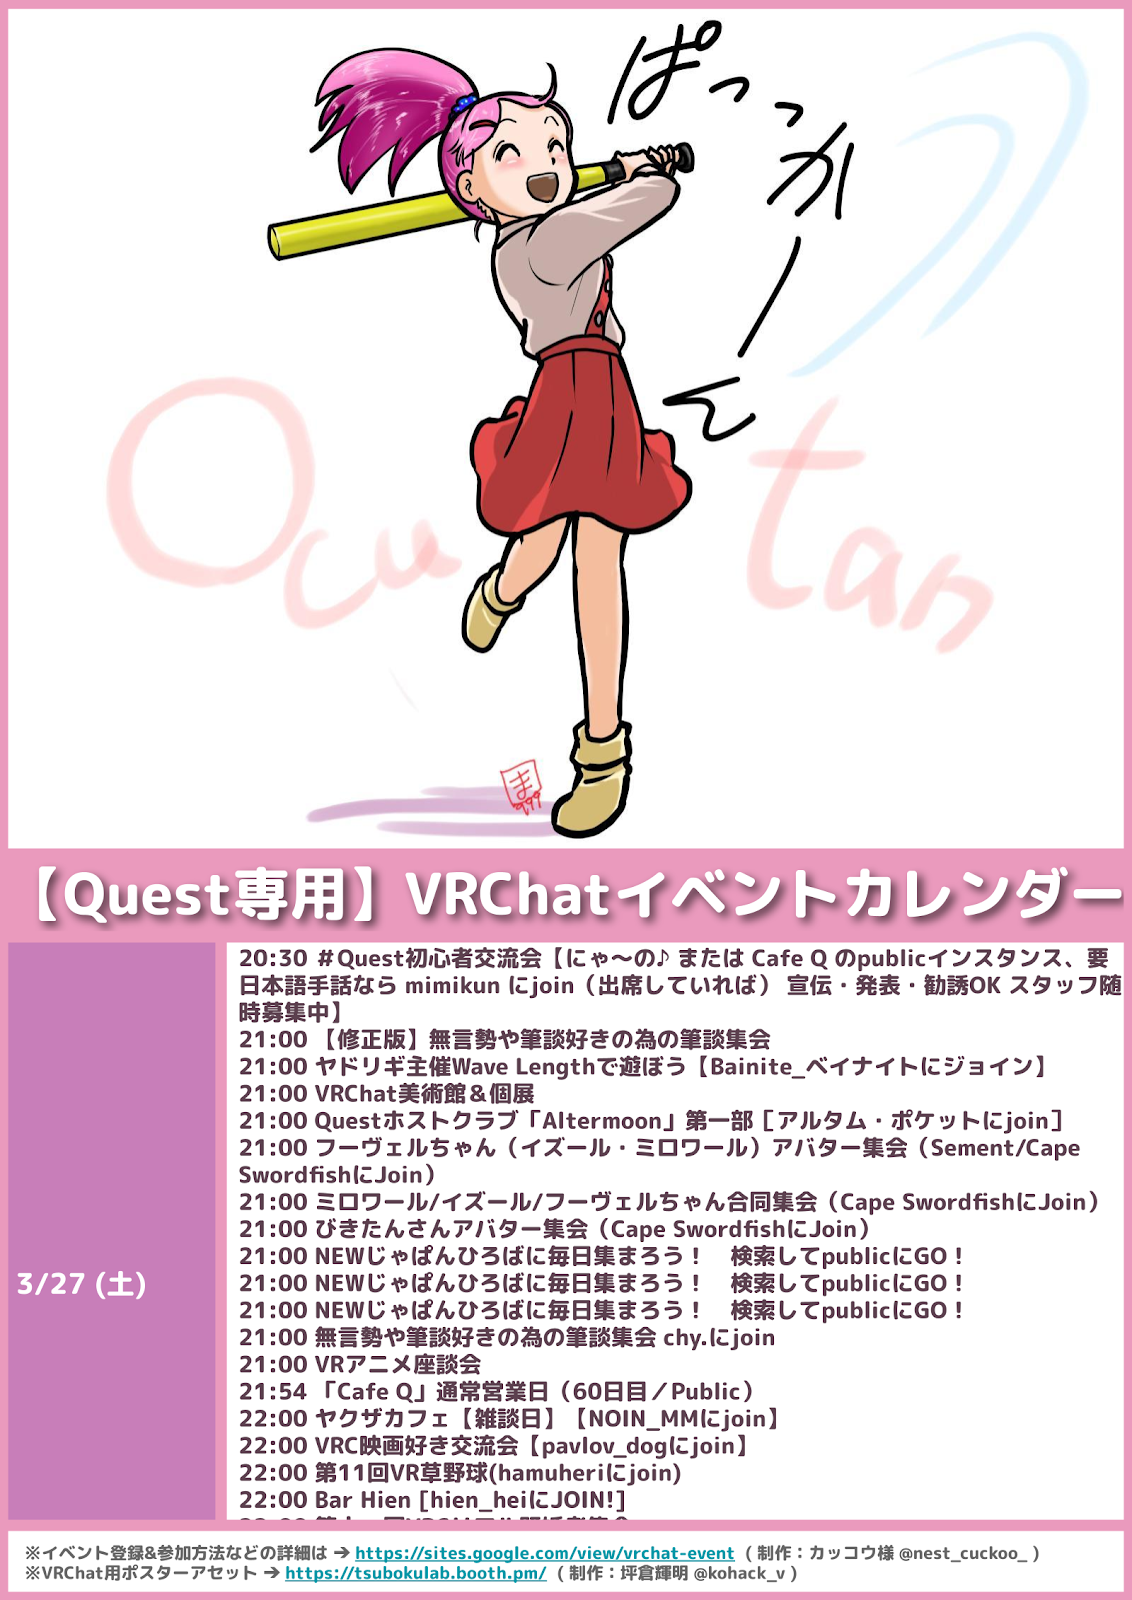 ぱっっかーん
Ocu tan
ま
999
【Quest専用】VRChatイベントカレンダー
3/27 (土)
20:30 #Quest初心者交流会【にゃ〜の♪ または Cafe Q のpublicインスタンス、要
日本語手話なら mimikun にjoin（出席していれば） 宣伝・発表・勧誘OK スタッフ随
時募集中】
21:00 【修正版】無言勢や筆談好きの為の筆談集会
21:00 ヤドリギ主催Wave Lengthで遊ぼう【Bainite_ベイナイトにジョイン】
21:00 VRChat美術館＆個展
21:00 Questホストクラブ「Altermoon」第一部［アルタム・ポケットにjoin］
21:00 フーヴェルちゃん（イズール・ミロワール）アバター集会（Sement/Cape
SwordfishにJoin）
21:00 ミロワール/イズール/フーヴェルちゃん合同集会（Cape SwordfishにJoin）
21:00 びきたんさんアバター集会（Cape SwordfishにJoin）
21:00 NEWじゃぱんひろばに毎日集まろう！　検索してpublicにGO！
21:00 NEWじゃぱんひろばに毎日集まろう！　検索してpublicにGO！
21:00 NEWじゃぱんひろばに毎日集まろう！　検索してpublicにGO！
21:00 無言勢や筆談好きの為の筆談集会 chy.にjoin
21:00 VRアニメ座談会
21:54 「Cafe Q」通常営業日（60日目／Public）
22:00 ヤクザカフェ【雑談日】【NOIN_MMにjoin】
22:00 VRC映画好き交流会【pavlov_dogにjoin】
22:00 第11回VR草野球(hamuheriにjoin)
22:00 Bar Hien [hien_heiにJOIN!]
※イベント登録&参加方法などの詳細は ➔ https://sites.google.com/view/vrchat-event （ 制作：カッコウ様 @nest_cuckoo_ ）
※VRChat用ポスターアセット ➔ https://tsubokulab.booth.pm/ （ 制作：坪倉輝明 @kohack_v ）